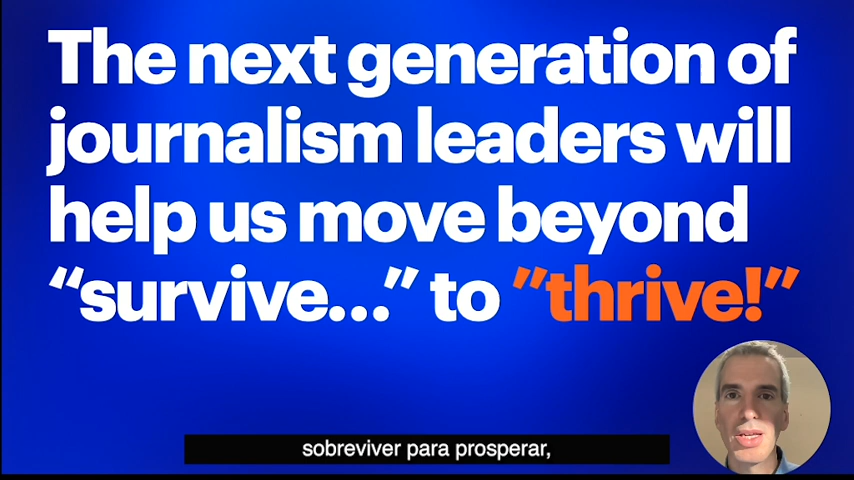 The next generation of
journalism leaders will
help us move beyond
“survive...” to ”thrive!”
sobreviver para prosperar,